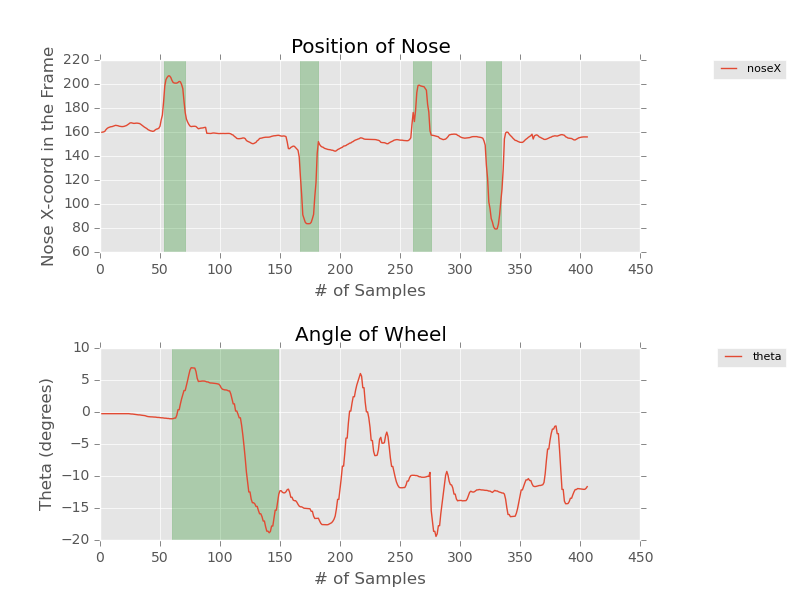 Position of Nose
Nose X-coord in the Frame
220
200
180
160
140
120
100
80
60
0 50 100 150 200 250 300 350 400 450
# of Samples
noseX
Angle of Wheel
Theta (degrees)
10
5
0
−5
−10
−15
−20
0 50 100 150 200 250 300 350 400 450
# of Samples
theta